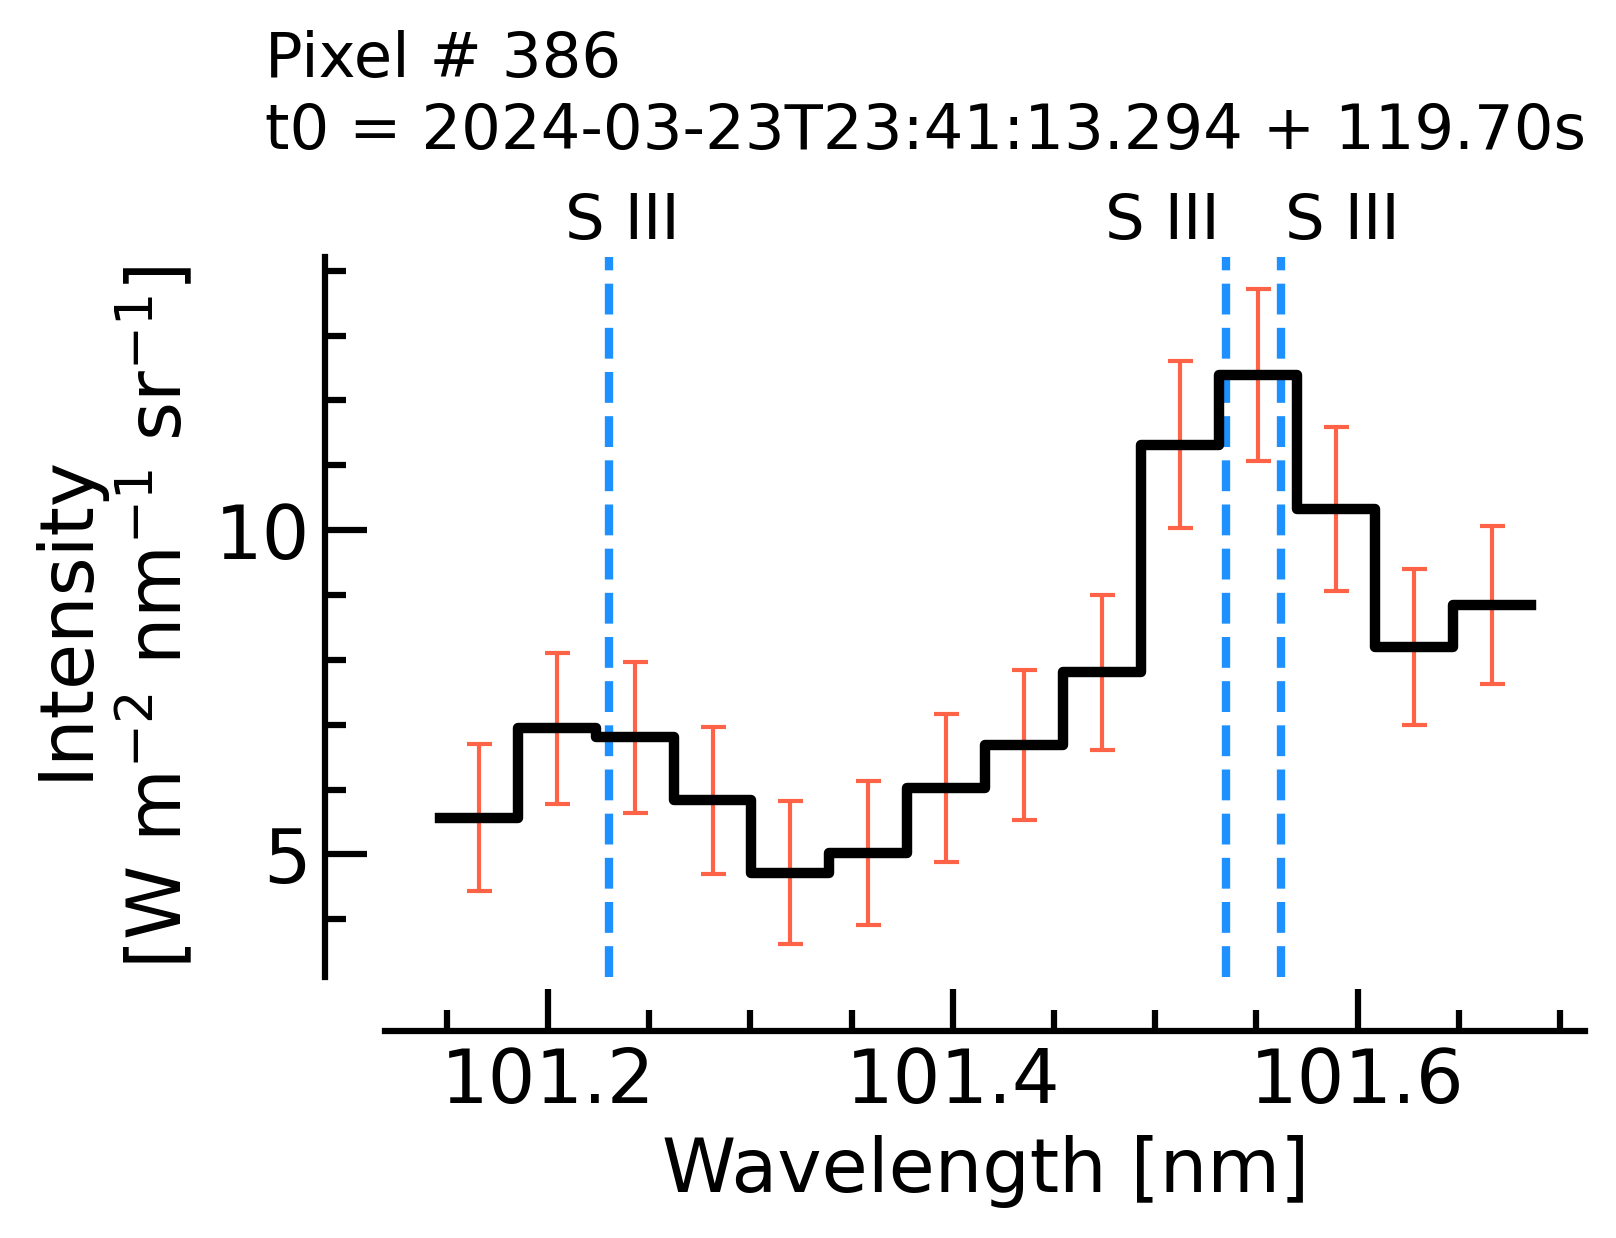 Pixel # 386
t0 = 2024-03-23T23:41:13.294 + 119.70s
S III S III S III
Intensity
[W m⁻² nm⁻¹ sr⁻¹]
10
5
101.2 101.4 101.6
Wavelength [nm]